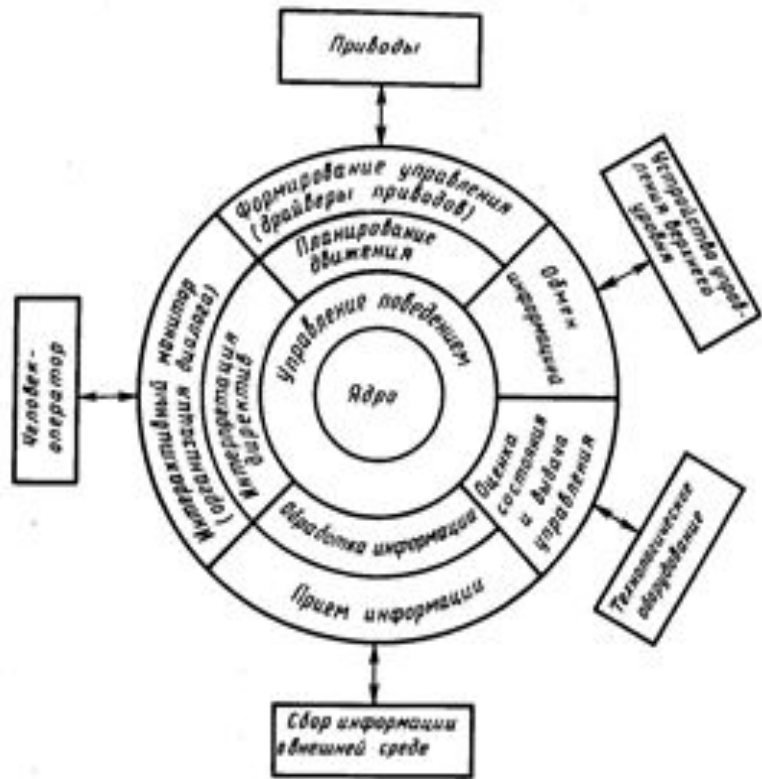 Приводы
Формирование управления
(драйверы приводов)
Планирование
движения
Управление поведением
Ядро
Обмен
информацией
Устройства управ-
ления верхнего
уровня
Человек-
оператор
Интерактивный монитор
(организация диалога)
Интерпретация
директив
Оценка
состояния
и выдача
управления
Технологическое
оборудование
Обработка информации
Прием информации
Сбор информации
о внешней среде